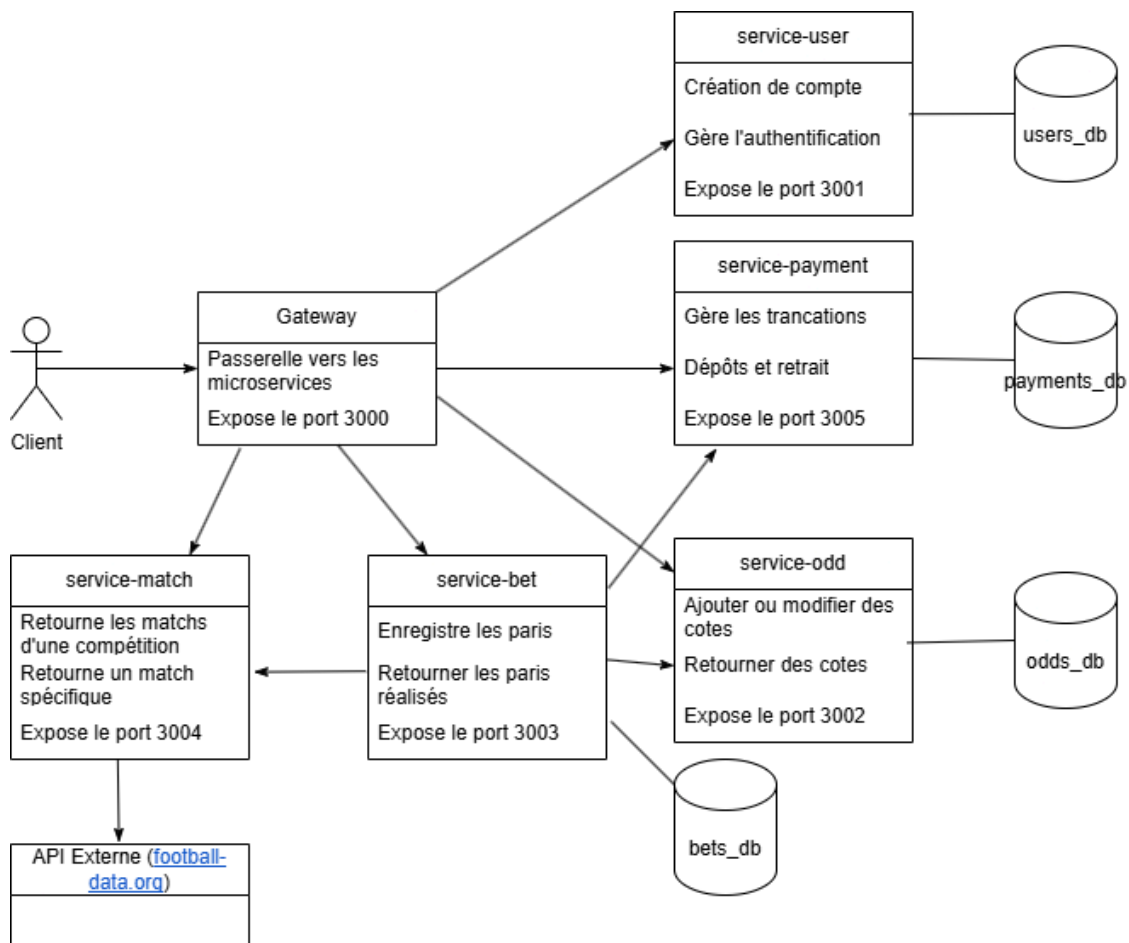 service-user
Création de compte
Gère l'authentification
Expose le port 3001
users_db
service-payment
Gère les trancations
Dépôts et retrait
Expose le port 3005
payments_db
Gateway
Passerelle vers les
microservices
Expose le port 3000
Client
service-match
Retourne les matchs
d'une compétition
Retourne un match
spécifique
Expose le port 3004
service-bet
Enregistre les paris
Retourner les paris
réalisés
Expose le port 3003
service-odd
Ajouter ou modifier des
cotes
Retourner des cotes
Expose le port 3002
odds_db
bets_db
API Externe (football-
data.org)